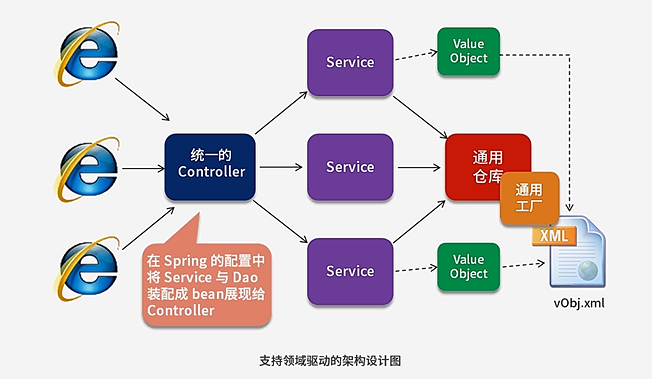 Service
Value
Object
统一的
Controller
Service
通用
仓库
通用
工厂
XML
在 Spring 的配置中
将 Service 与 Dao
装配成 bean展现给
Controller
Service
Value
Object
vObj.xml
支持领域驱动的架构设计图